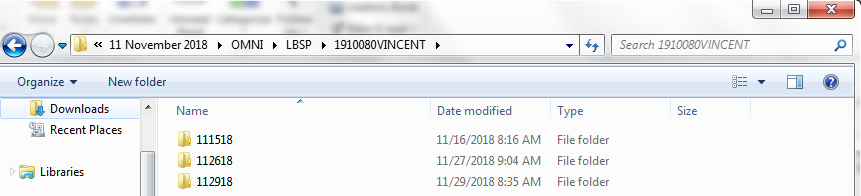 « 11 November 2018 ▸ OMNI ▸ LBSP ▸ 1910080VINCENT ▸
Search 1910080VINCENT
Organize New folder
Downloads
Recent Places
Libraries
Name Date modified Type Size
111518 11/16/2018 8:16 AM File folder
112618 11/27/2018 9:04 AM File folder
112918 11/29/2018 8:35 AM File folder